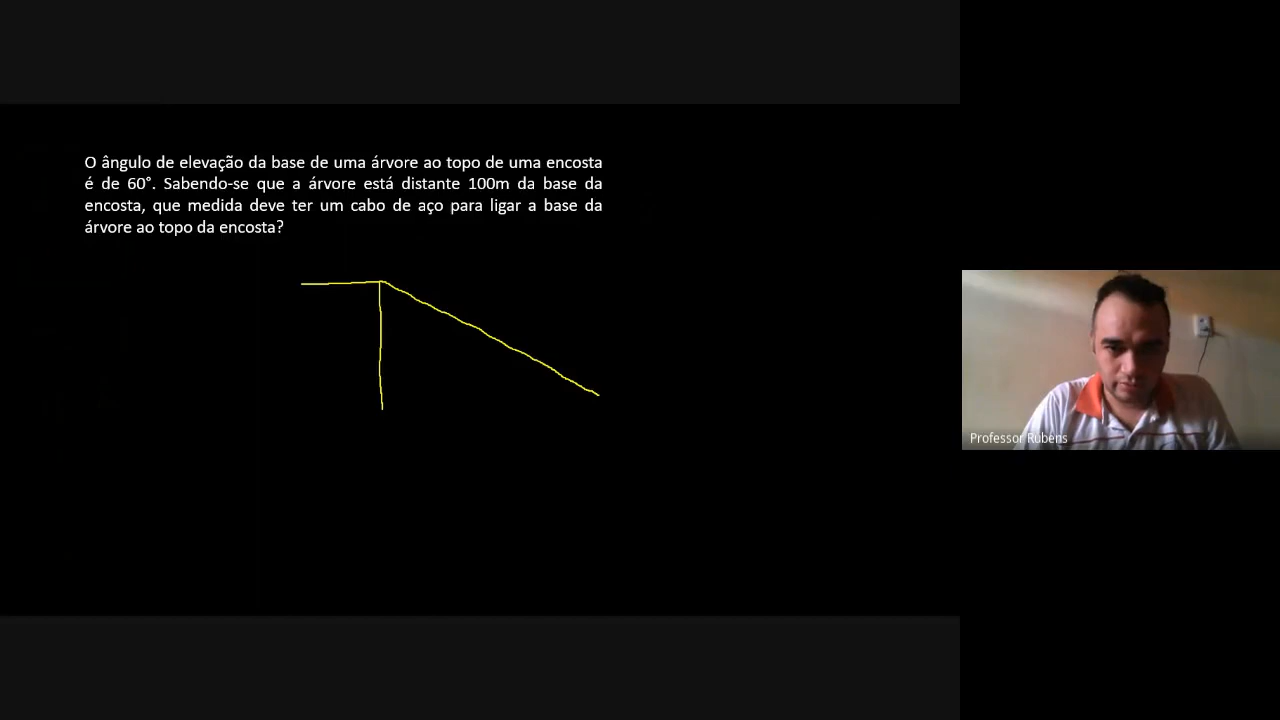 O ângulo de elevação da base de uma árvore ao topo de uma encosta
é de 60°. Sabendo-se que a árvore está distante 100m da base da
encosta, que medida deve ter um cabo de aço para ligar a base da
árvore ao topo da encosta?
Professor Rubens